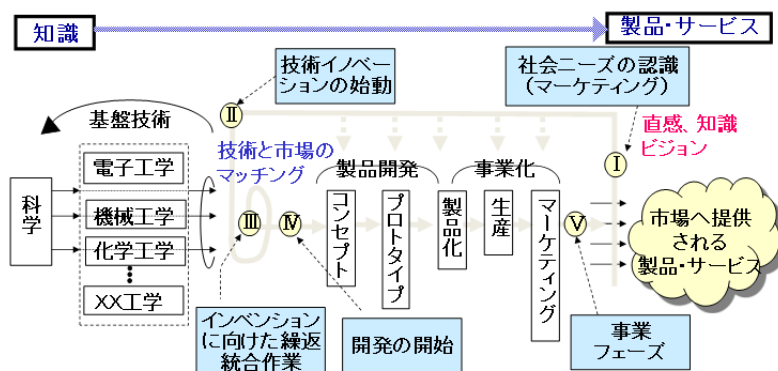 知識
製品・サービス
技術イノベー
ションの始動
社会ニーズの認識
(マーケティング)
Ⅱ
基盤技術
技術と市場の
マッチング
直感、知識
ビジョン
Ⅰ
製品開発
事業化
科学
電子工学
機械工学
化学工学
XX工学
Ⅲ
Ⅳ
コンセプト
プロトタイプ
製品化
生産
マーケティング
Ⅴ
市場へ提供
される
製品・サービス
インベンション
に向けた繰返
統合作業
開発の開始
事業
フェーズ